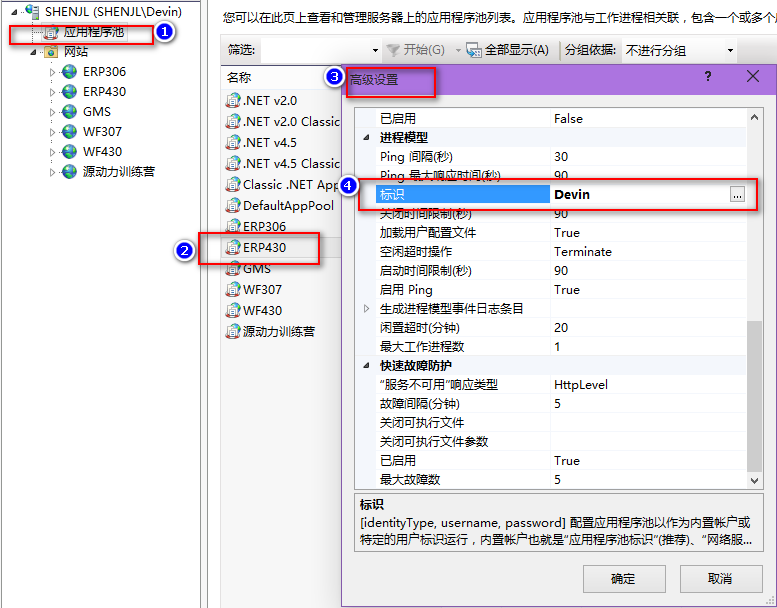 SHENJL (SHENJL\Devin)
应用程序池
1
网站
ERP306
ERP430
GMS
WF307
WF430
源动力训练营
您可以在此页上查看和管理服务器上的应用程序池列表。应用程序池与工作进程相关联，包含一个或多个
筛选:
开始(G)
全部显示(A)
分组依据:
不进行分组
名称
.NET v2.0
.NET v2.0 Classic
.NET v4.5
.NET v4.5 Classic
Classic .NET App
DefaultAppPool
ERP306
2
ERP430
GMS
WF307
WF430
源动力训练营
3
高级设置
?
已启用 False
进程模型
Ping 间隔(秒) 30
Ping 最大响应时间(秒) 90
4
标识 Devin ...
关闭时间限制(秒) 90
加载用户配置文件 True
空闲超时操作 Terminate
启动时间限制(秒) 90
启用 Ping True
生成进程模型事件日志条目
闲置超时(分钟) 20
最大工作进程数 1
快速故障防护
“服务不可用”响应类型 HttpLevel
故障间隔(分钟) 5
关闭可执行文件
关闭可执行文件参数
已启用 True
最大故障数 5
标识
[identityType, username, password] 配置应用程序池以作为内置帐户或
特定的用户标识运行，内置帐户也就是“应用程序池标识”(推荐)、“网络服...
确定
取消